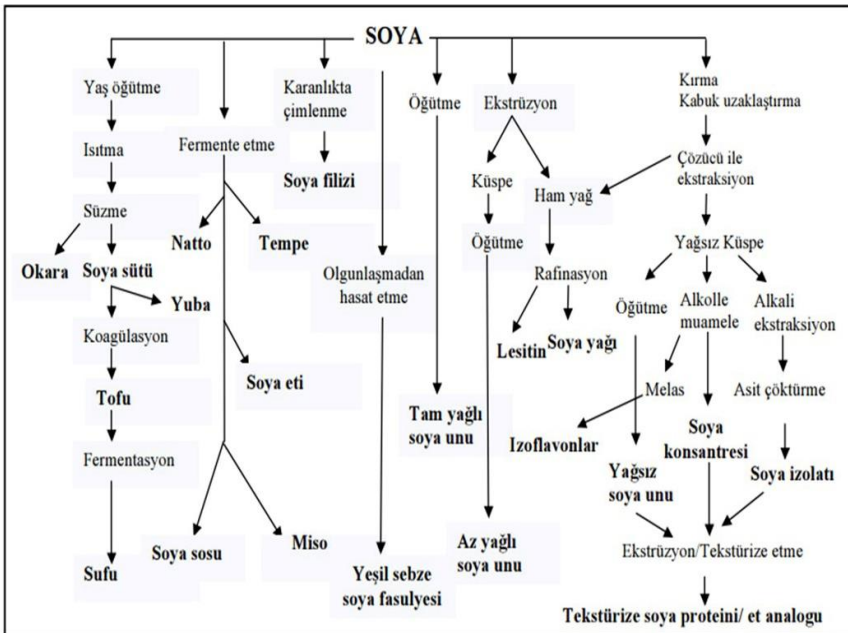 SOYA
Yaş öğütme
Isıtma
Süzme
Okara
Soya sütü
Yuba
Koagülasyon
Tofu
Fermentasyon
Sufu
Fermente etme
Natto
Tempe
Soya eti
Soya sosu
Miso
Karanlıkta
çimlenme
Soya filizi
Olgunlaşmadan
hasat etme
Yeşil sebze
soya fasulyesi
Öğütme
Tam yağlı
soya unu
Ekstrüzyon
Küspe
Öğütme
Az yağlı
soya unu
Ham yağ
Rafinasyon
Lesitin
Soya yağı
Kırma
Kabuk uzaklaştırma
Çözücü ile
ekstraksiyon
Yağsız Küspe
Öğütme
Alkolle
muamele
Alkali
ekstraksiyon
Melas
Asit çöktürme
Izoflavonlar
Soya
konsantresi
Yağsız
soya unu
Soya izolatı
Ekstrüzyon/Tekstürize etme
Tekstürize soya proteini/ et analogu